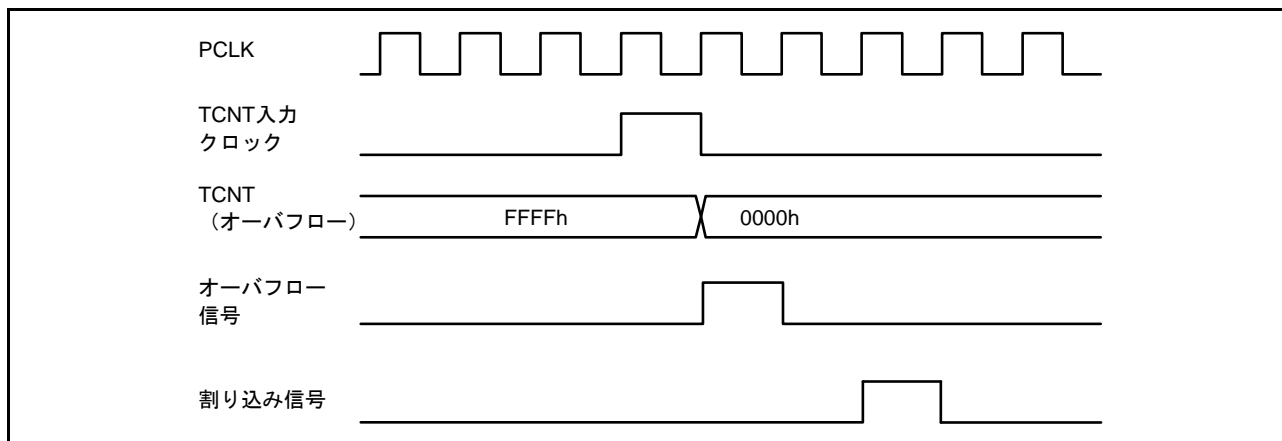 PCLK
TCNT入力
クロック
TCNT
(オーバフロー)
FFFFh
0000h
オーバフロー
信号
割り込み信号